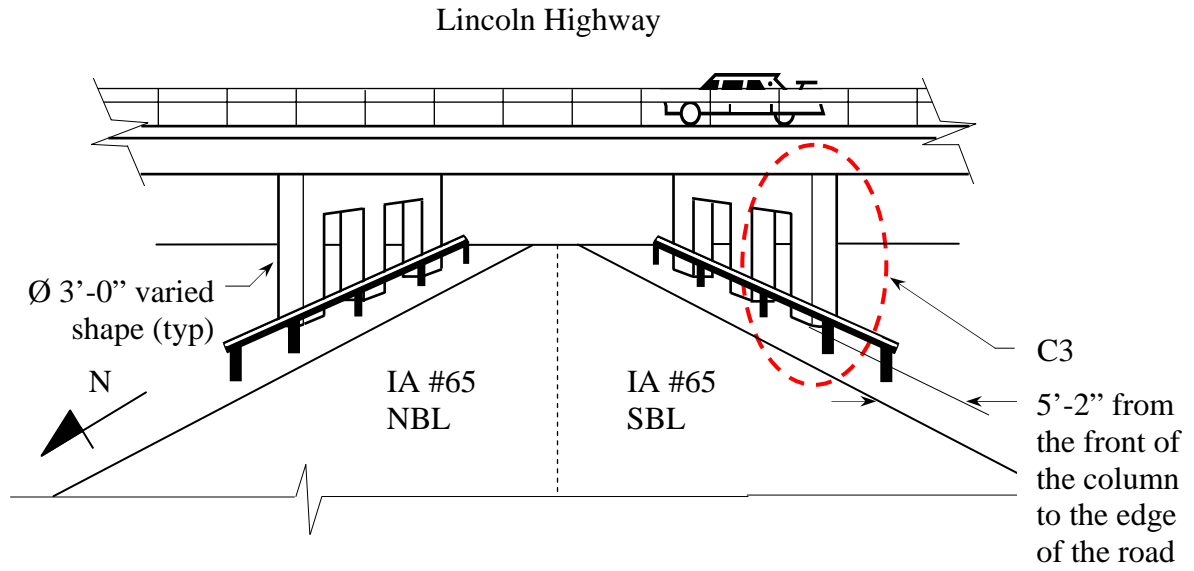 Lincoln Highway
Ø 3’-0” varied
shape (typ)
N
IA #65
NBL
IA #65
SBL
C3
5’-2” from
the front of
the column
to the edge
of the road